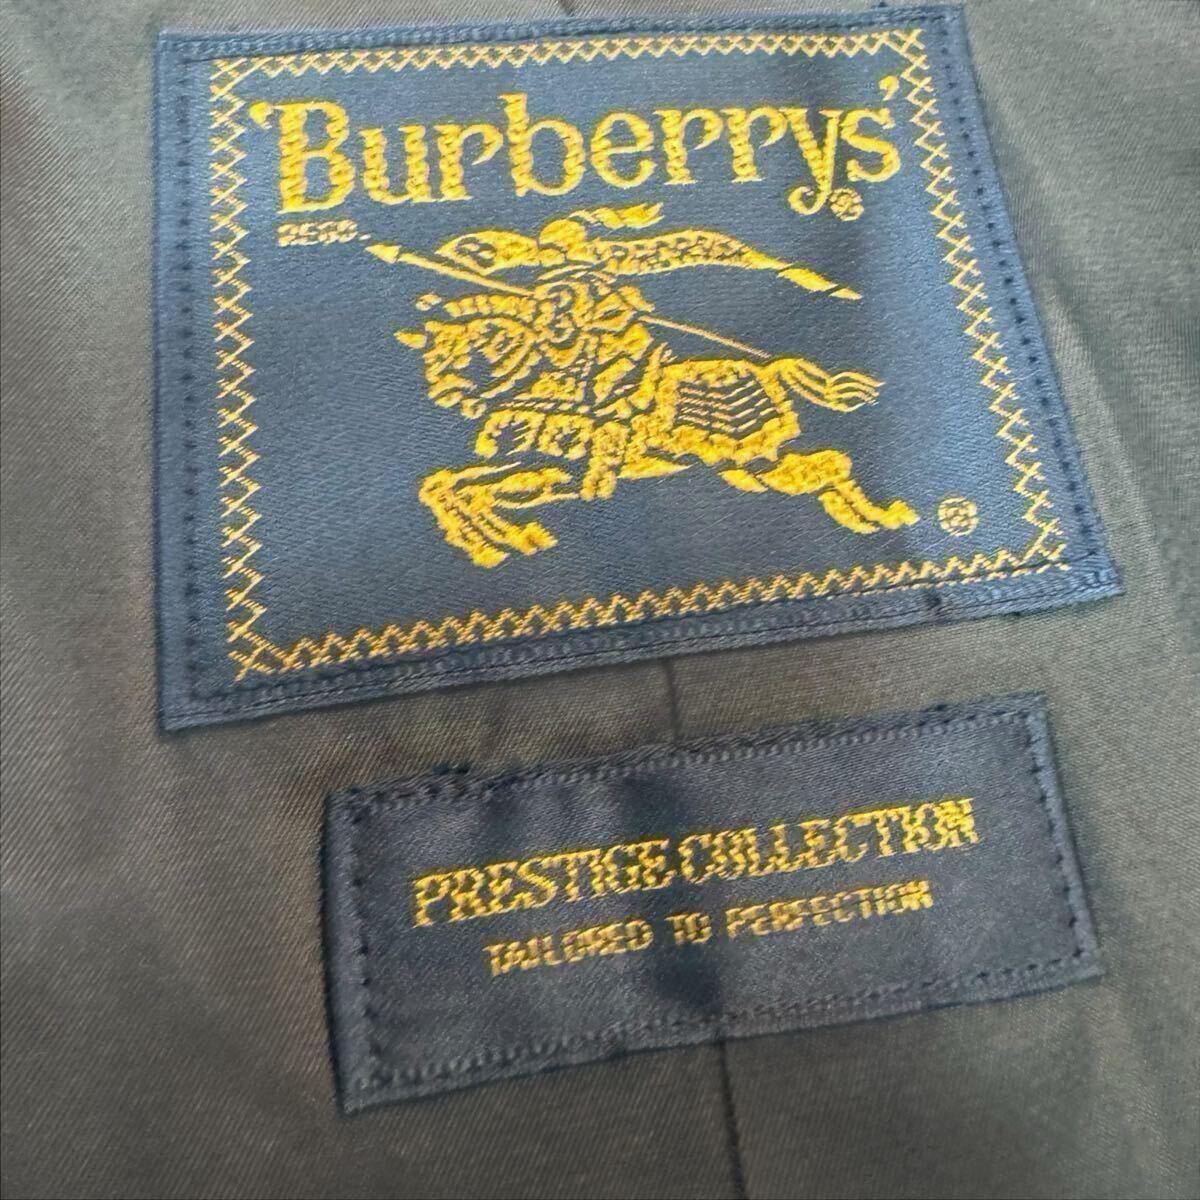 'Burberrys'®
REGD.
B
®
PRESTIGE COLLECTION
TAILORED TO PERFECTION